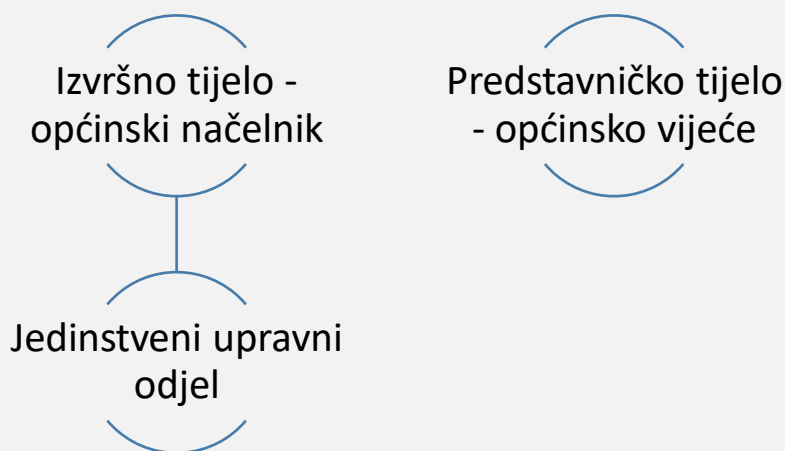 Izvršno tijelo -
općinski načelnik
Predstavničko tijelo
- općinsko vijeće
Jedinstveni upravni
odjel